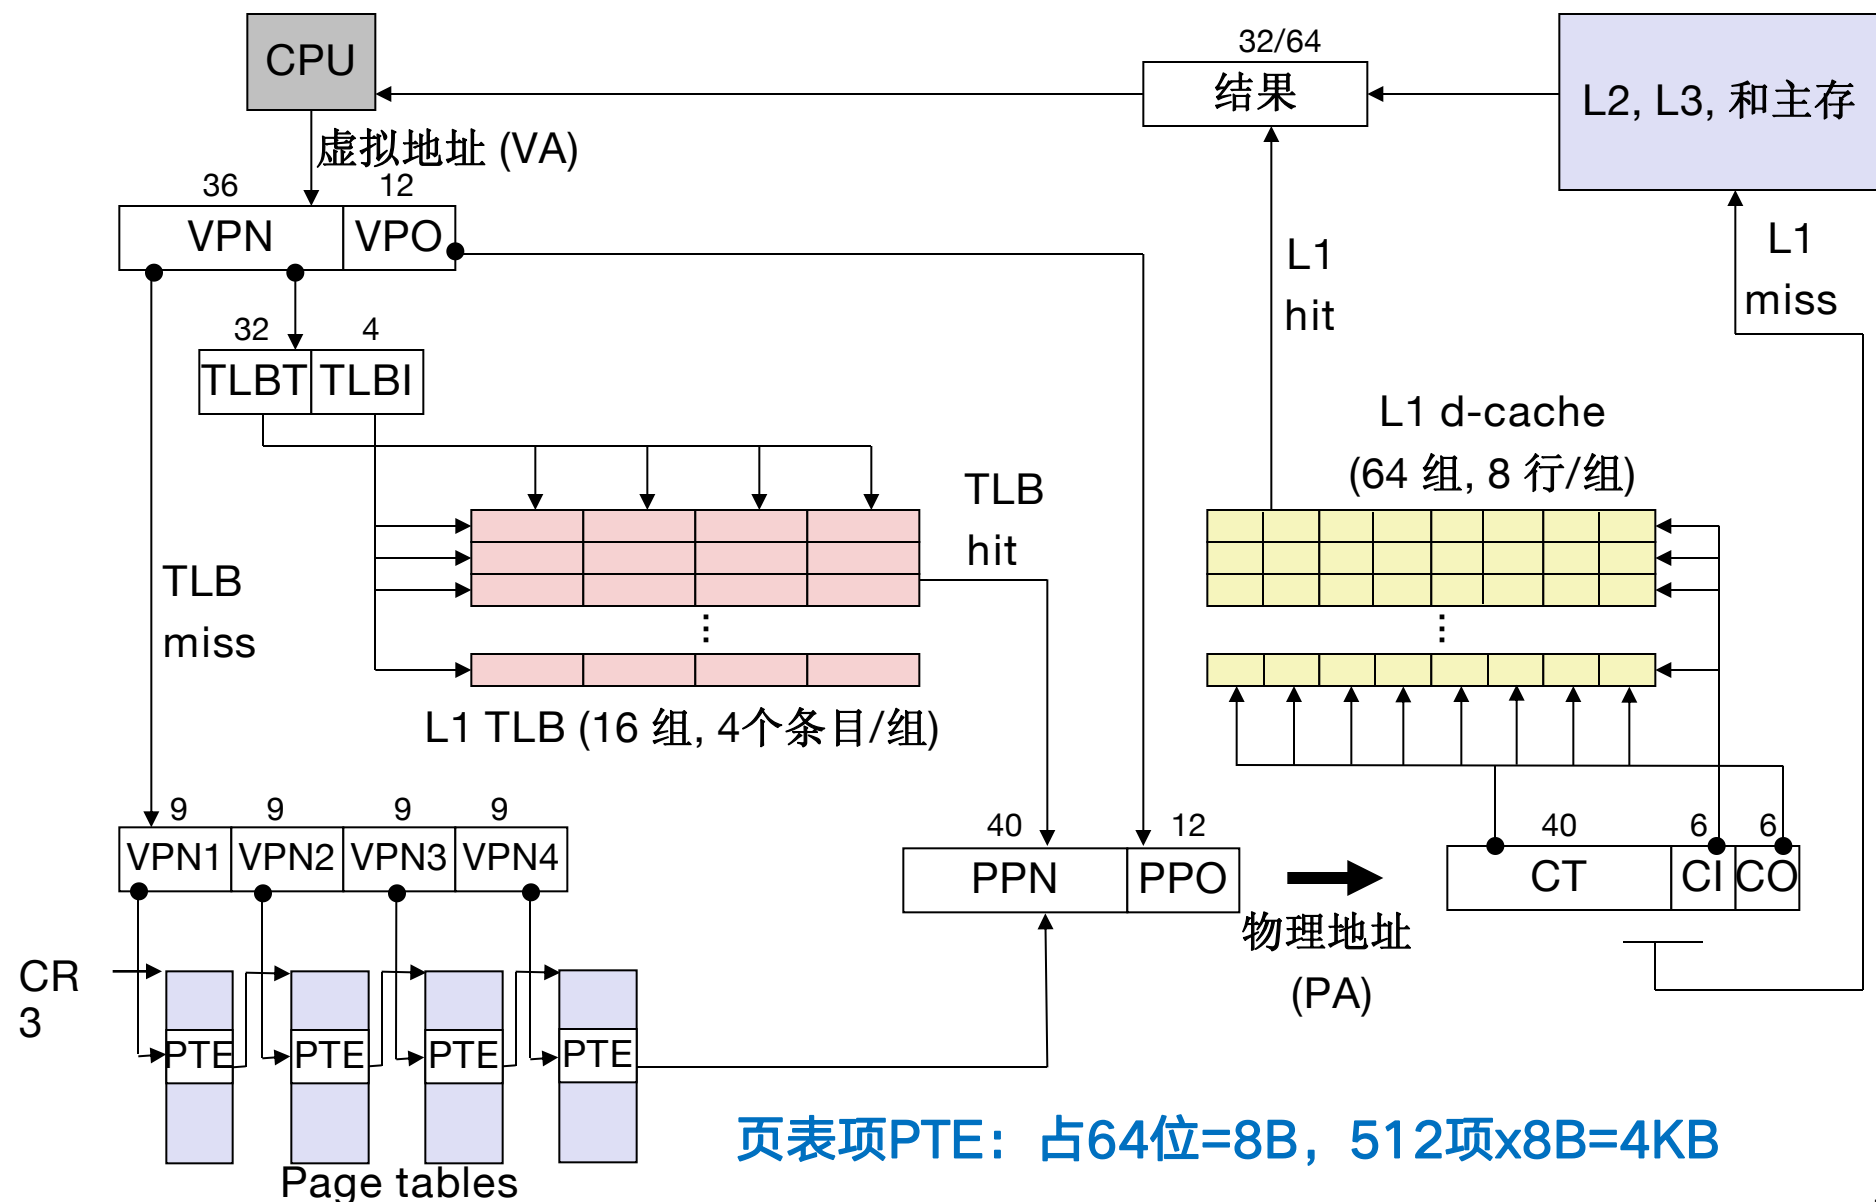 CPU
32/64
结果
L2, L3, 和主存
虚拟地址 (VA)
36
12
VPN
VPO
L1
hit
L1
miss
32
4
TLBT
TLBI
L1 d-cache
(64 组, 8 行/组)
TLB
hit
TLB
miss
...
...
L1 TLB (16 组, 4个条目/组)
9
9
9
9
VPN1
VPN2
VPN3
VPN4
40
12
PPN
PPO
40
6
6
CT
CI
CO
物理地址
(PA)
CR
3
PTE
PTE
PTE
PTE
Page tables
页表项PTE：占64位=8B，512项x8B=4KB